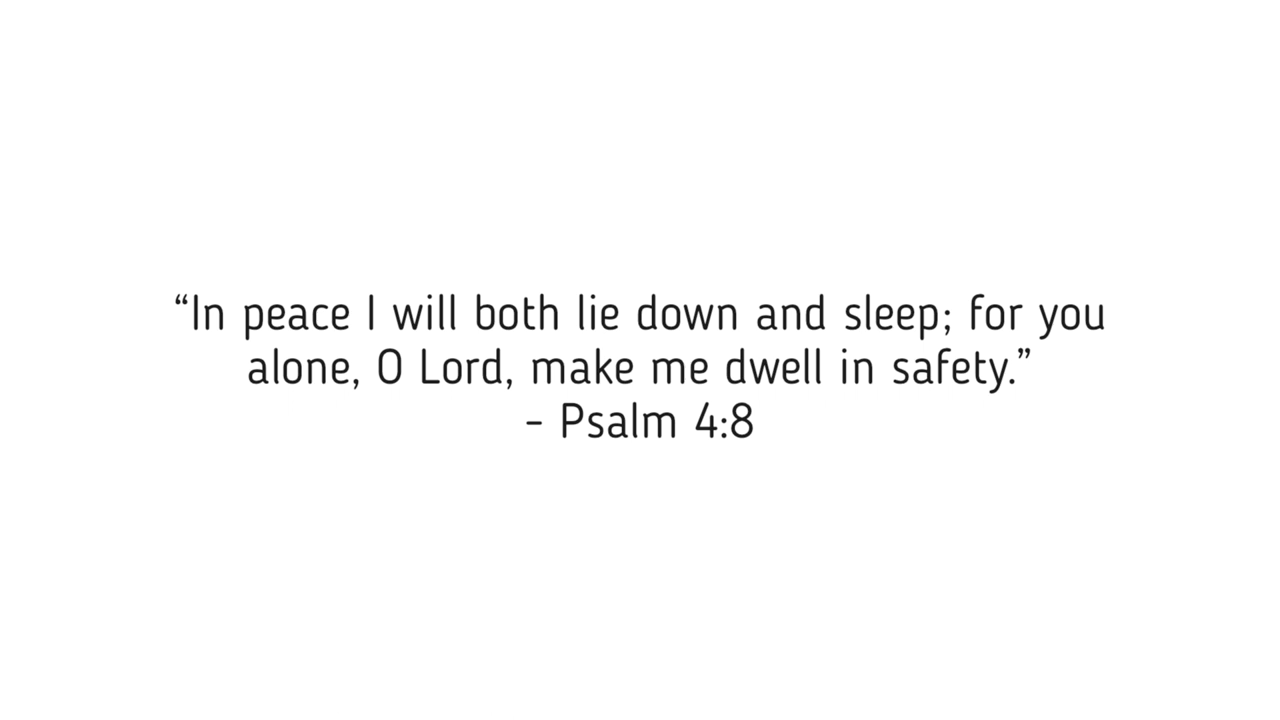 “In peace I will both lie down and sleep; for you
alone, O Lord, make me dwell in safety.”
- Psalm 4:8